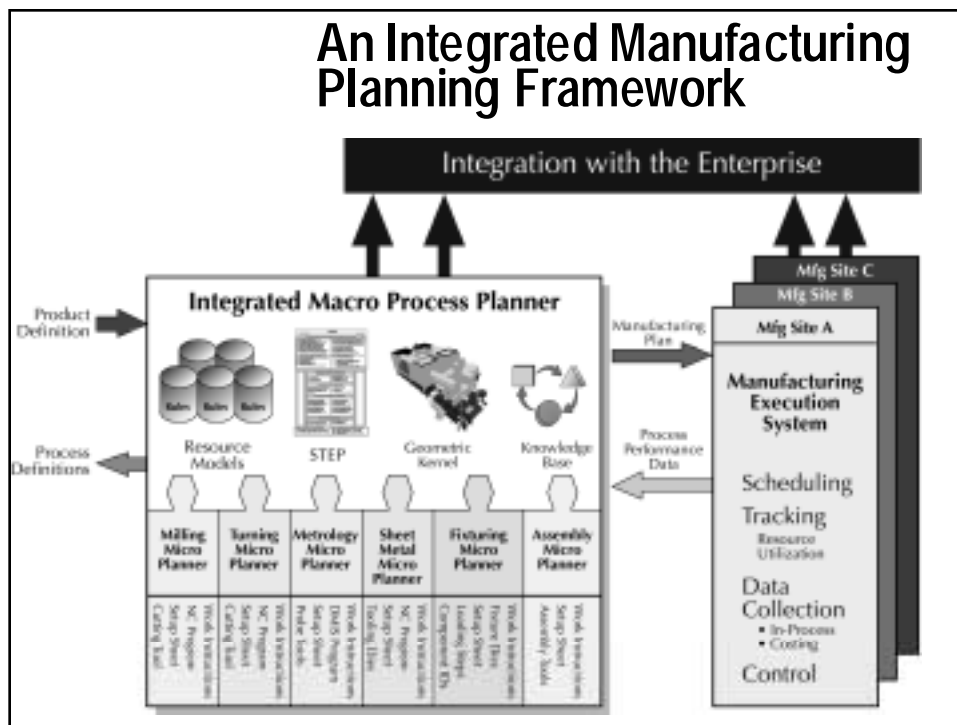 An Integrated Manufacturing
Planning Framework
Integration with the Enterprise
Product
Definition
Process
Definitions
Integrated Macro Process Planner
Rules
Rules
Rules
Rules
Rules
Resource
Models
STEP
Geometric
Kernel
Knowledge
Base
Milling
Micro
Planner
Turning
Micro
Planner
Metrology
Micro
Planner
Sheet
Metal
Micro
Planner
Fixturing
Micro
Planner
Assembly
Micro
Planner
Work Instructions
NC Program
Setup Sheet
Cutting Tool
Work Instructions
NC Program
Setup Sheet
Cutting Tool
Work Instructions
DMIS Program
Setup Sheet
Probe Tools
Work Instructions
NC Program
Setup Sheet
Tooling Dies
Work Instructions
Fixture Elem
Setup Sheet
Loading Steps
Component IDs
Work Instructions
Setup Sheet
Assembly Tools
Manufacturing
Plan
Process
Performance
Data
Mfg Site C
Mfg Site B
Mfg Site A
Manufacturing
Execution
System
Scheduling
Tracking
Resource
Utilization
Data
Collection
• In-Process
• Costing
Control